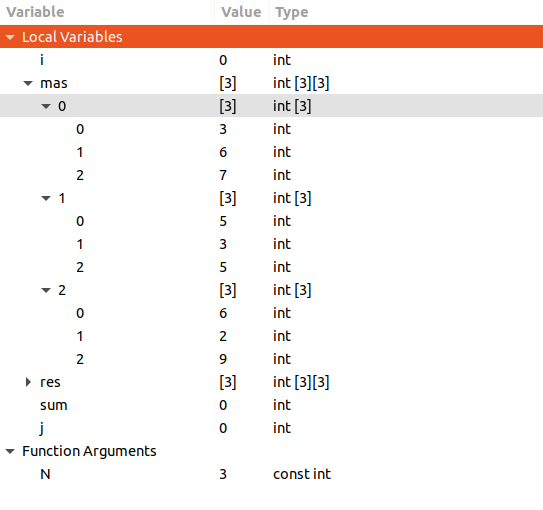 Variable Value Type
Local Variables
i 0 int
mas [3] int [3][3]
0 [3] int [3]
0 3 int
1 6 int
2 7 int
1 [3] int [3]
0 5 int
1 3 int
2 5 int
2 [3] int [3]
0 6 int
1 2 int
2 9 int
res [3] int [3][3]
sum 0 int
j 0 int
Function Arguments
N 3 const int